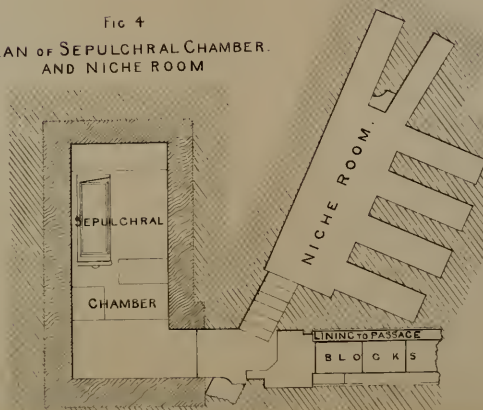 FIG 4
AN OF SEPULCHRAL CHAMBER.
AND NICHE ROOM
SEPULCHRAL
CHAMBER
NICHE ROOM.
LINING TO PASSAGE
BLOCKS